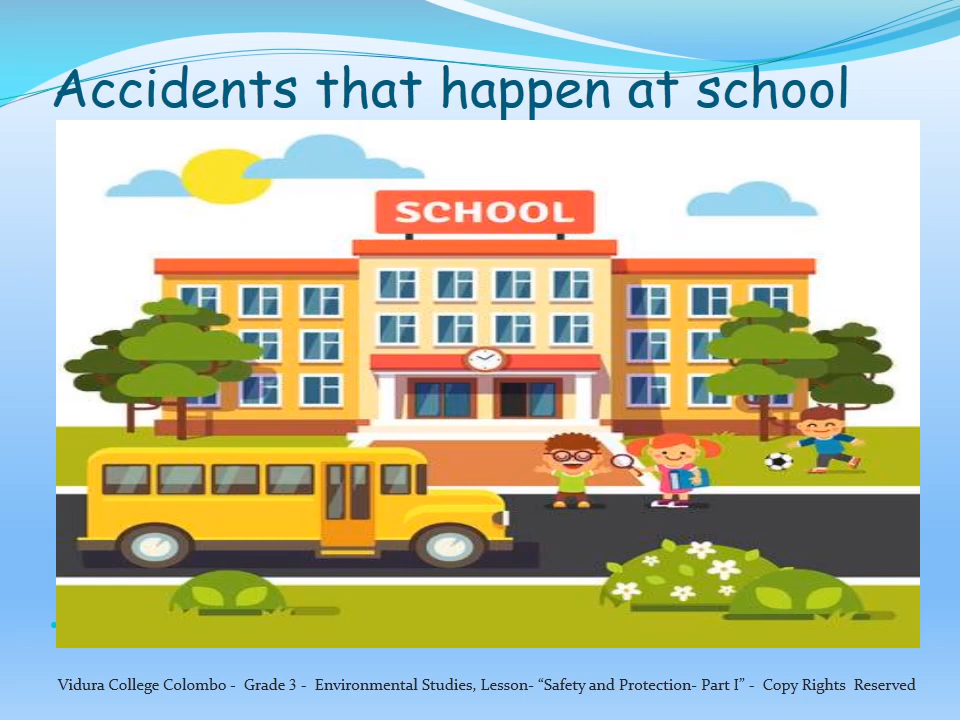 Accidents that happen at school
SCHOOL
Vidura College Colombo - Grade 3 - Environmental Studies, Lesson- “Safety and Protection- Part I” - Copy Rights Reserved